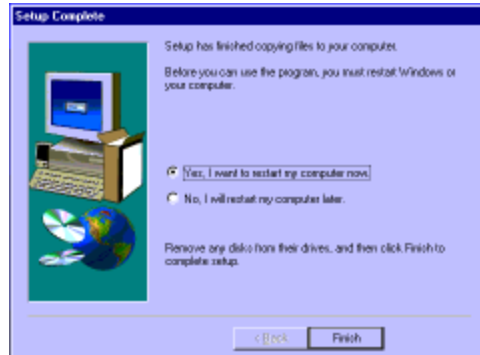 Setup Complete
Setup has finished copying files to your computer.
Before you can use the program, you must restart Windows or
your computer.
Yes, I want to restart my computer now.
No, I will restart my computer later.
Remove any disks from their drives, and then click Finish to
complete setup.
< Back
Finish